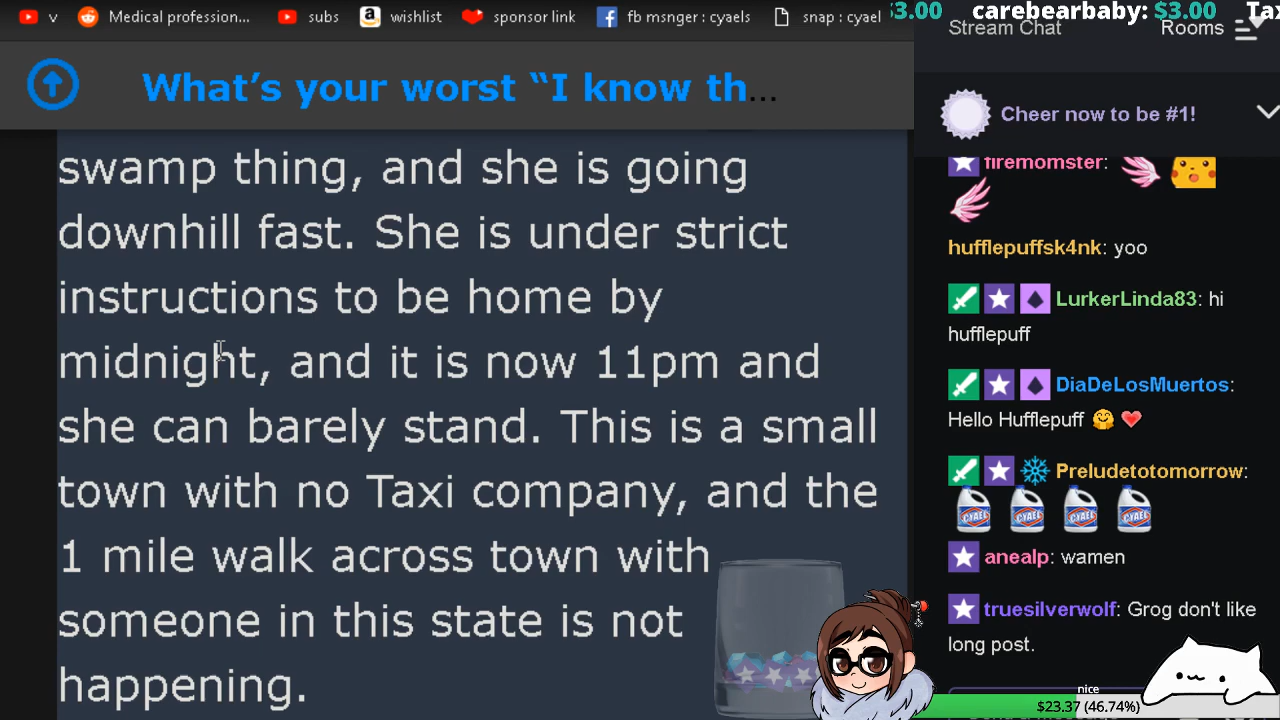 v Medical profession... subs wishlist sponsor link fb msnger : cyaels snap : cyael
3.00 carebearbaby: $3.00 Tax
Stream Chat Rooms
What’s your worst “I know th...
Cheer now to be #1!
swamp thing, and she is going
downhill fast. She is under strict
instructions to be home by
midnight, and it is now 11pm and
she can barely stand. This is a small
town with no Taxi company, and the
1 mile walk across town with
someone in this state is not
happening.
firemomster:
hufflepuffsk4nk: yoo
LurkerLinda83: hi
hufflepuff
DiaDeLosMuertos:
Hello Hufflepuff 🤗 ❤️
Preludetotomorrow:
CYAEL CYAEL CYAEL CYAEL
anealp: wamen
truesilverwolf: Grog don't like
long post.
nice
$23.37 (46.74%)